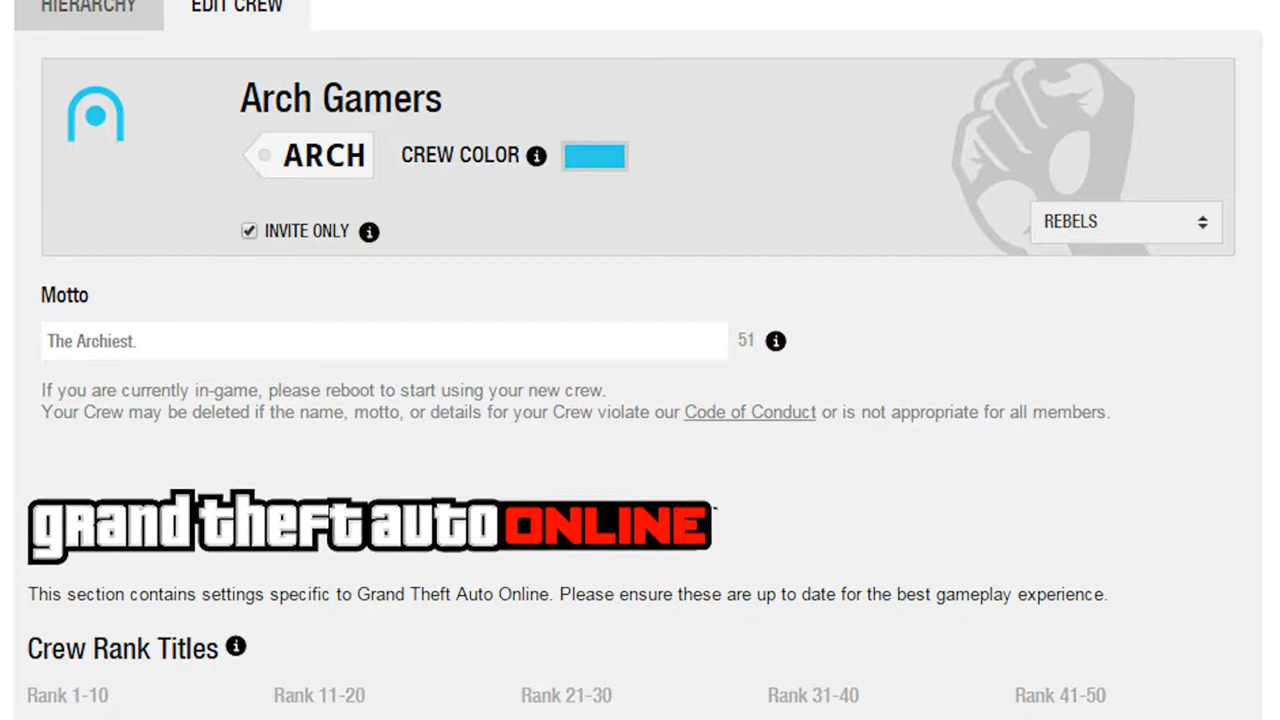 HIERARCHY
EDIT CREW
Arch Gamers
ARCH
CREW COLOR
INVITE ONLY
REBELS
Motto
The Archiest.
51
If you are currently in-game, please reboot to start using your new crew.
Your Crew may be deleted if the name, motto, or details for your Crew violate our Code of Conduct or is not appropriate for all members.
grand theft auto ONLINE
This section contains settings specific to Grand Theft Auto Online. Please ensure these are up to date for the best gameplay experience.
Crew Rank Titles
Rank 1-10 Rank 11-20 Rank 21-30 Rank 31-40 Rank 41-50